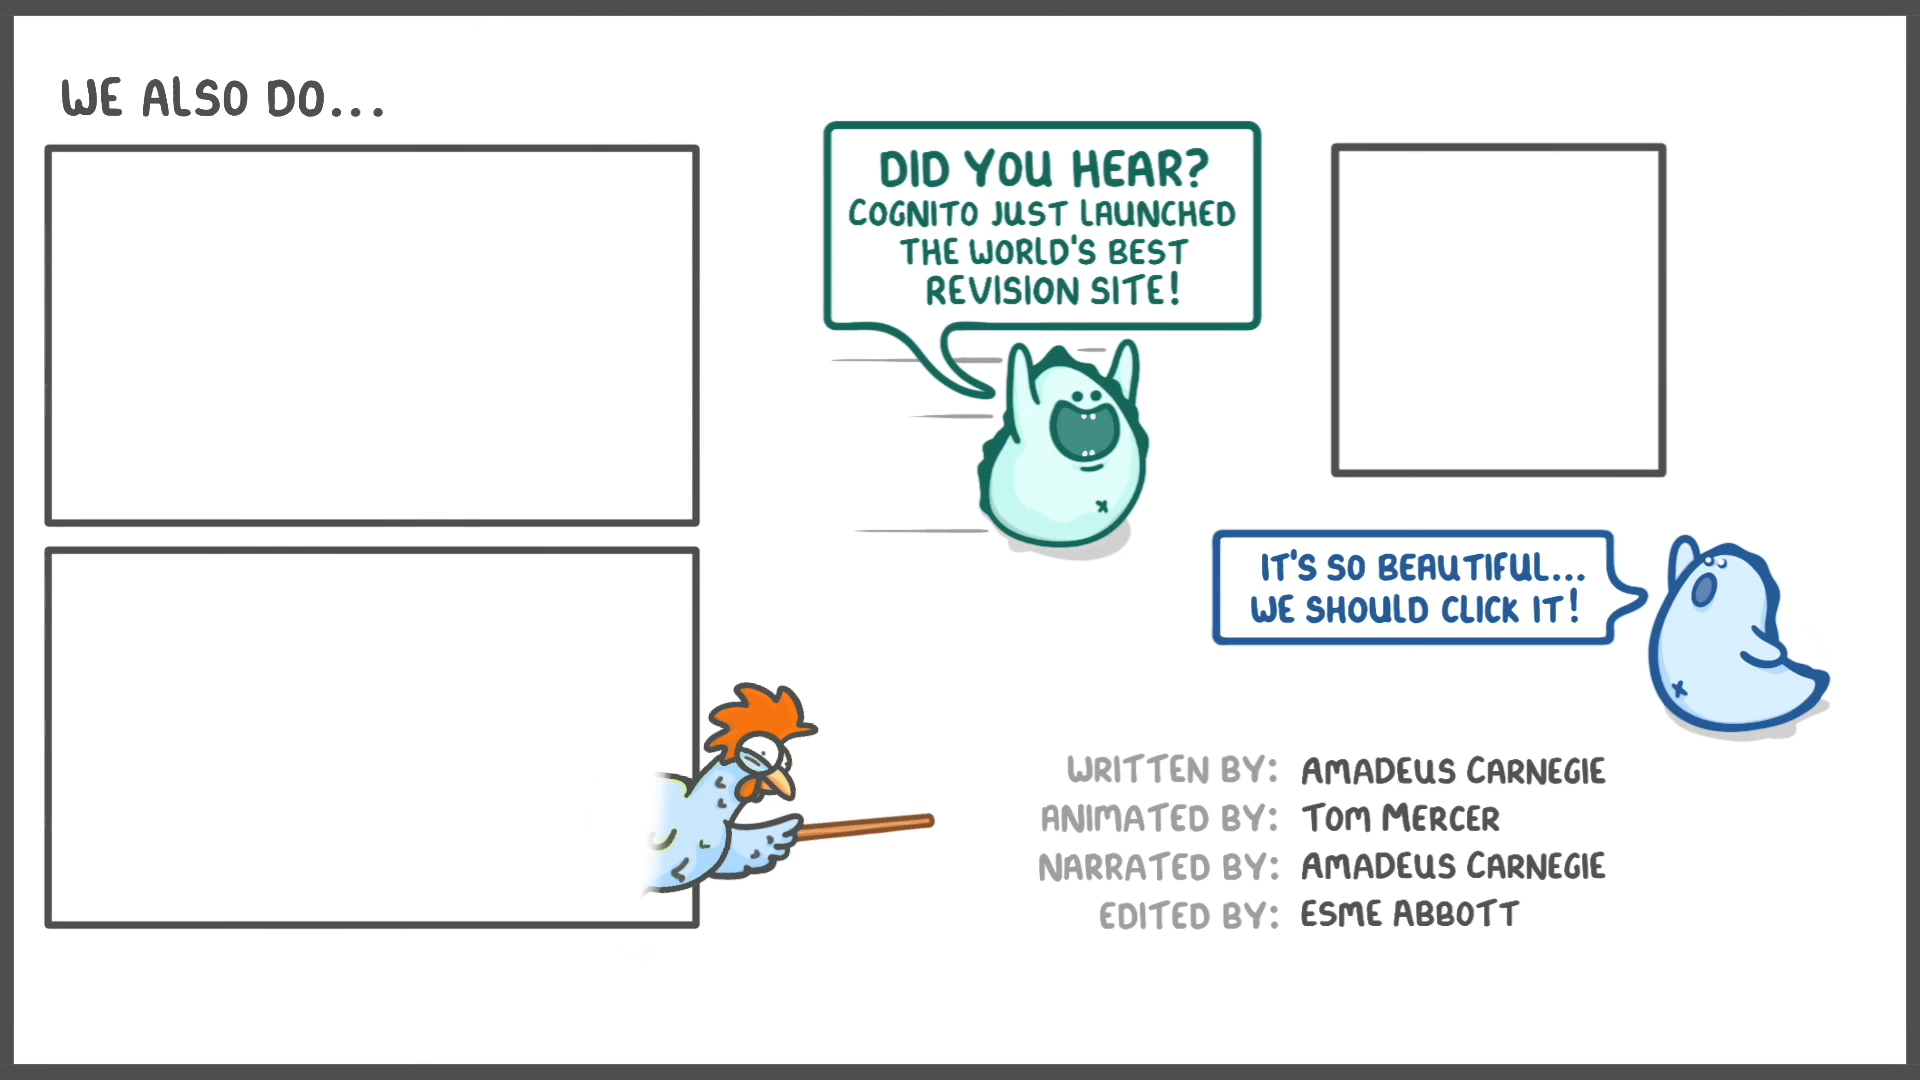 WE ALSO DO...
DID YOU HEAR?
COGNITO JUST LAUNCHED
THE WORLD'S BEST
REVISION SITE!
IT'S SO BEAUTIFUL...
WE SHOULD CLICK IT!
WRITTEN BY: AMADEUS CARNEGIE
ANIMATED BY: TOM MERCER
NARRATED BY: AMADEUS CARNEGIE
EDITED BY: ESME ABBOTT